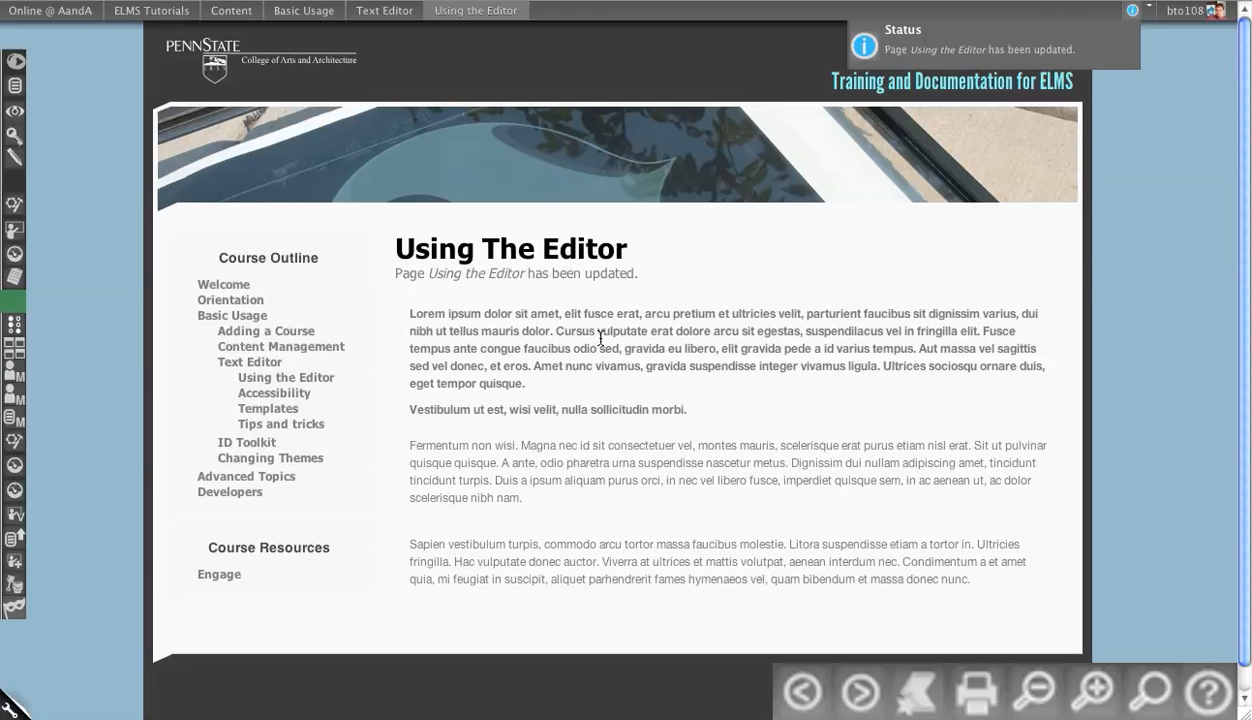 Online @ AandA
ELMS Tutorials
Content
Basic Usage
Text Editor
Using the Editor
bto108
Status
Page Using the Editor has been updated.
PENNSTATE
College of Arts and Architecture
Training and Documentation for ELMS
Course Outline
Welcome
Orientation
Basic Usage
Adding a Course
Content Management
Text Editor
Using the Editor
Accessibility
Templates
Tips and tricks
ID Toolkit
Changing Themes
Advanced Topics
Developers
Course Resources
Engage
Using The Editor
Page Using the Editor has been updated.
Lorem ipsum dolor sit amet, elit fusce erat, arcu pretium et ultricies velit, parturient faucibus sit dignissim varius, dui
nibh ut tellus mauris dolor. Cursus vulputate erat dolore arcu sit egestas, suspendilacus vel in fringilla elit. Fusce
tempus ante congue faucibus odio sed, gravida eu libero, elit gravida pede a id varius tempus. Aut massa vel sagittis
sed vel donec, et eros. Amet nunc vivamus, gravida suspendisse integer vivamus ligula. Ultrices sociosqu ornare duis,
eget tempor quisque.
Vestibulum ut est, wisi velit, nulla sollicitudin morbi.
Fermentum non wisi. Magna nec id sit consectetuer vel, montes mauris, scelerisque erat purus etiam nisl erat. Sit ut pulvinar
quisque quisque. A ante, odio pharetra urna suspendisse nascetur metus. Dignissim dui nullam adipiscing amet, tincidunt
tincidunt turpis. Duis a ipsum aliquam purus orci, in nec vel libero fusce, imperdiet quisque sem, in ac aenean ut, ac dolor
scelerisque nibh nam.
Sapien vestibulum turpis, commodo arcu tortor massa faucibus molestie. Litora suspendisse etiam a tortor in. Ultricies
fringilla. Hac vulputate donec auctor. Viverra at ultrices et mattis volutpat, aenean interdum nec. Condimentum a et amet
quia, mi feugiat in suscipit, aliquet parhendrerit fames hymenaeos vel, quam bibendum et massa donec nunc.